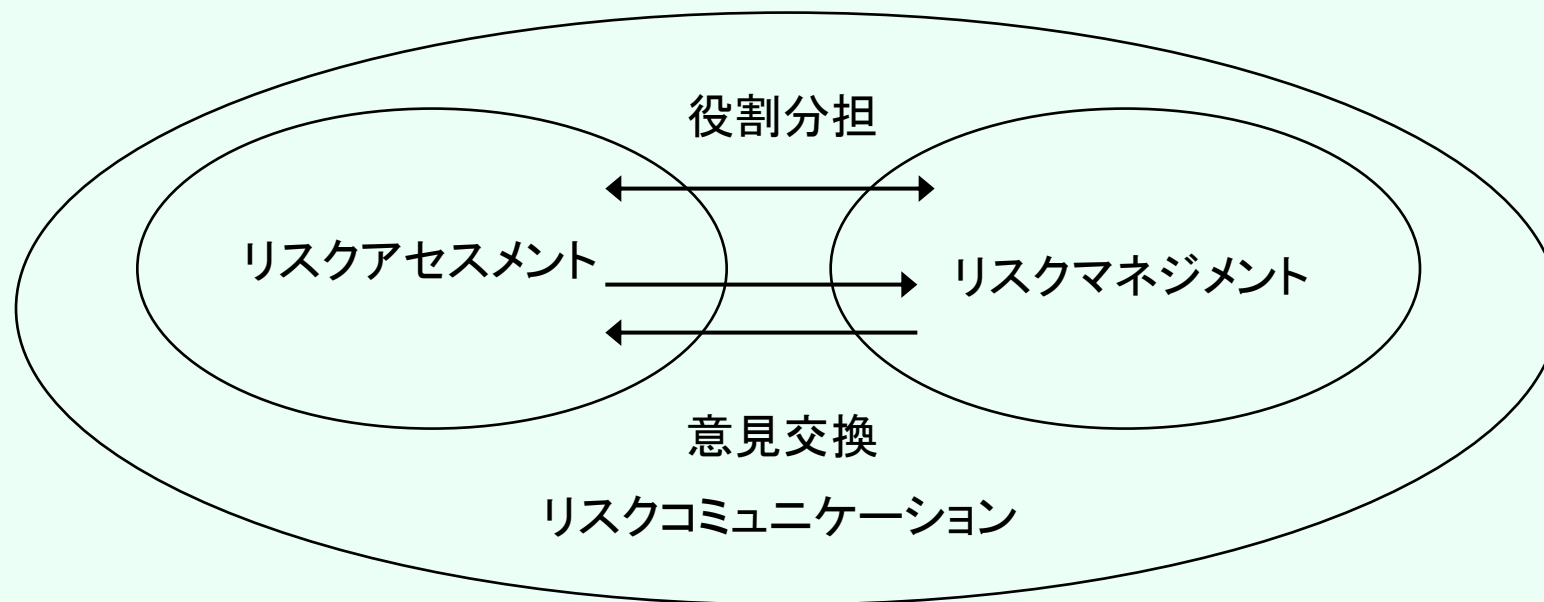 役割分担
リスクアセスメント
リスクマネジメント
意見交換
リスクコミュニケーション